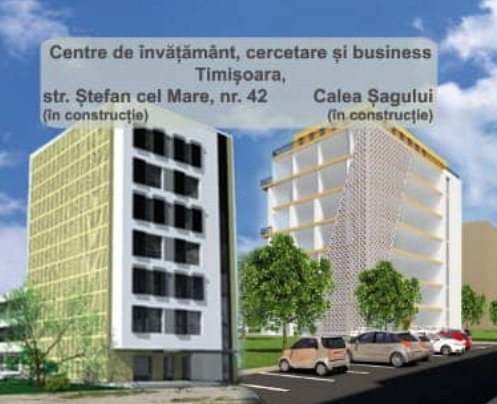 Centre de învățământ, cercetare și business
Timișoara,
str. Ștefan cel Mare, nr. 42 Calea Șagului
(în construcție) (în construcție)